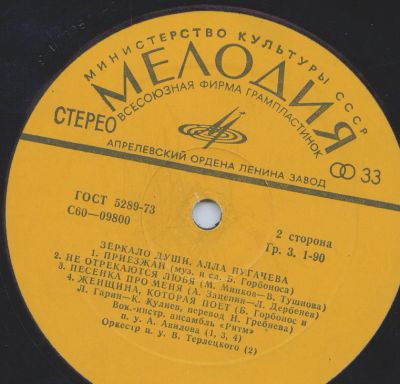 МИНИСТЕРСТВО КУЛЬТУРЫ СССР
МЕЛОДИЯ
ВСЕСОЮЗНАЯ ФИРМА ГРАМПЛАСТИНОК
СТЕРЕО
АПРЕЛЕВСКИЙ ОРДЕНА ЛЕНИНА ЗАВОД
33
ГОСТ 5289-73
С60—09800
2 сторона
Гр. 3, 1-90
ЗЕРКАЛО ДУШИ. АЛЛА ПУГАЧЕВА
1. ПРИЕЗЖАЙ (муз. и сл. Б. Горбоноса)
2. НЕ ОТРЕКАЮТСЯ ЛЮБЯ (М. Минков—В. Тушнова)
3. ПЕСЕНКА ПРО МЕНЯ (А. Зацепин—Л. Дербенев)
4. ЖЕНЩИНА, КОТОРАЯ ПОЕТ (Б. Горбонос и
Л. Гарин—К. Кулиев, перевод Н. Гребнева)
Вок.-инстр. ансамбль «Ритм»
п. у. А. Авилова (1, 3, 4)
Оркестр п. у. В. Терлецкого (2)